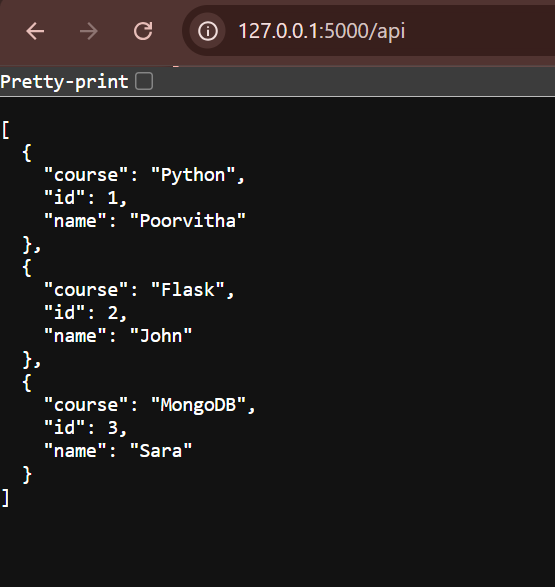 127.0.0.1:5000/api
Pretty-print
[
  {
    "course": "Python",
    "id": 1,
    "name": "Poorvitha"
  },
  {
    "course": "Flask",
    "id": 2,
    "name": "John"
  },
  {
    "course": "MongoDB",
    "id": 3,
    "name": "Sara"
  }
]